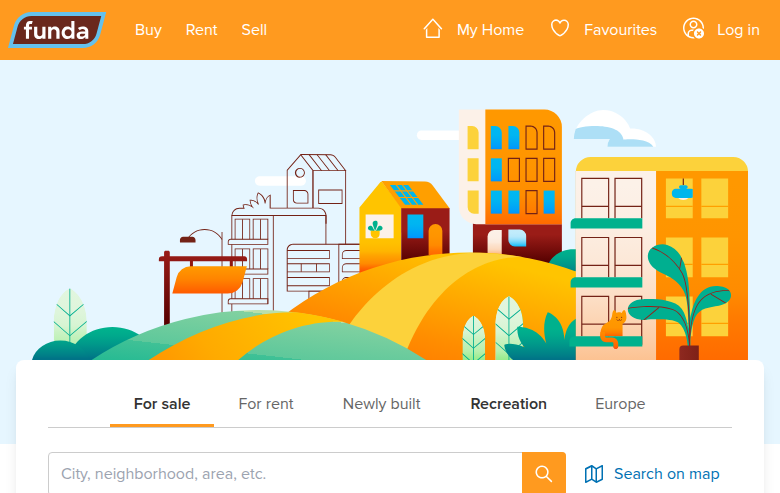 funda Buy Rent Sell My Home Favourites Log in
For sale For rent Newly built Recreation Europe
City, neighborhood, area, etc. Search on map